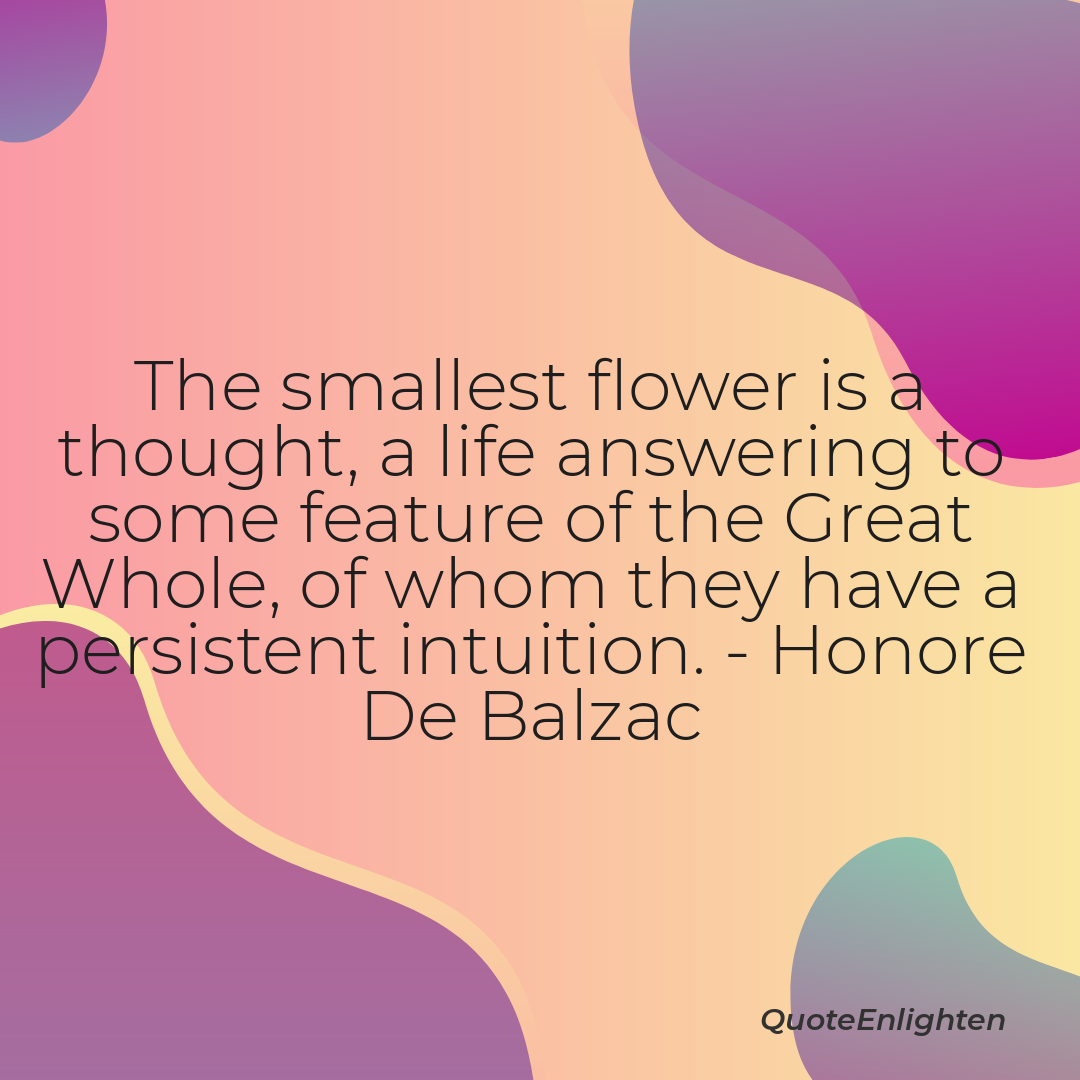 The smallest flower is a
thought, a life answering to
some feature of the Great
Whole, of whom they have a
persistent intuition. - Honore
De Balzac
QuoteEnlighten